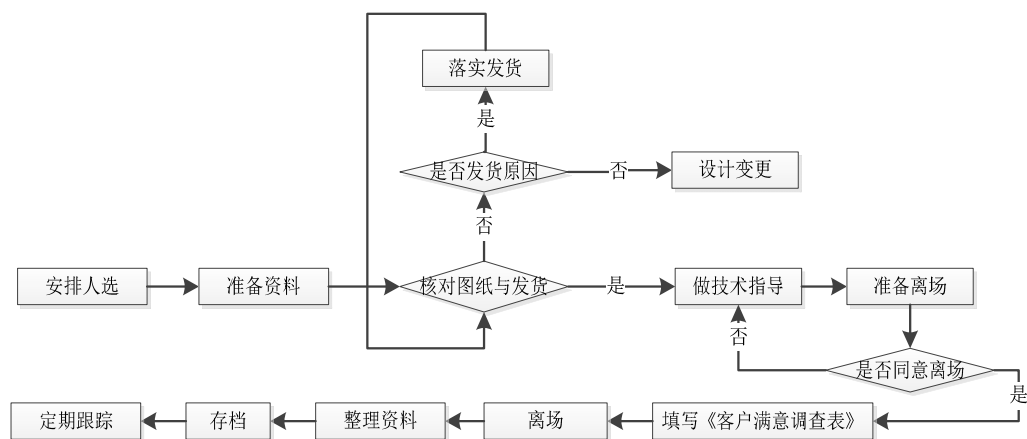 落实发货
是
是否发货原因
否
设计变更
否
安排人选
准备资料
核对图纸与发货
是
做技术指导
准备离场
否
是否同意离场
是
定期跟踪
存档
整理资料
离场
填写《客户满意调查表》